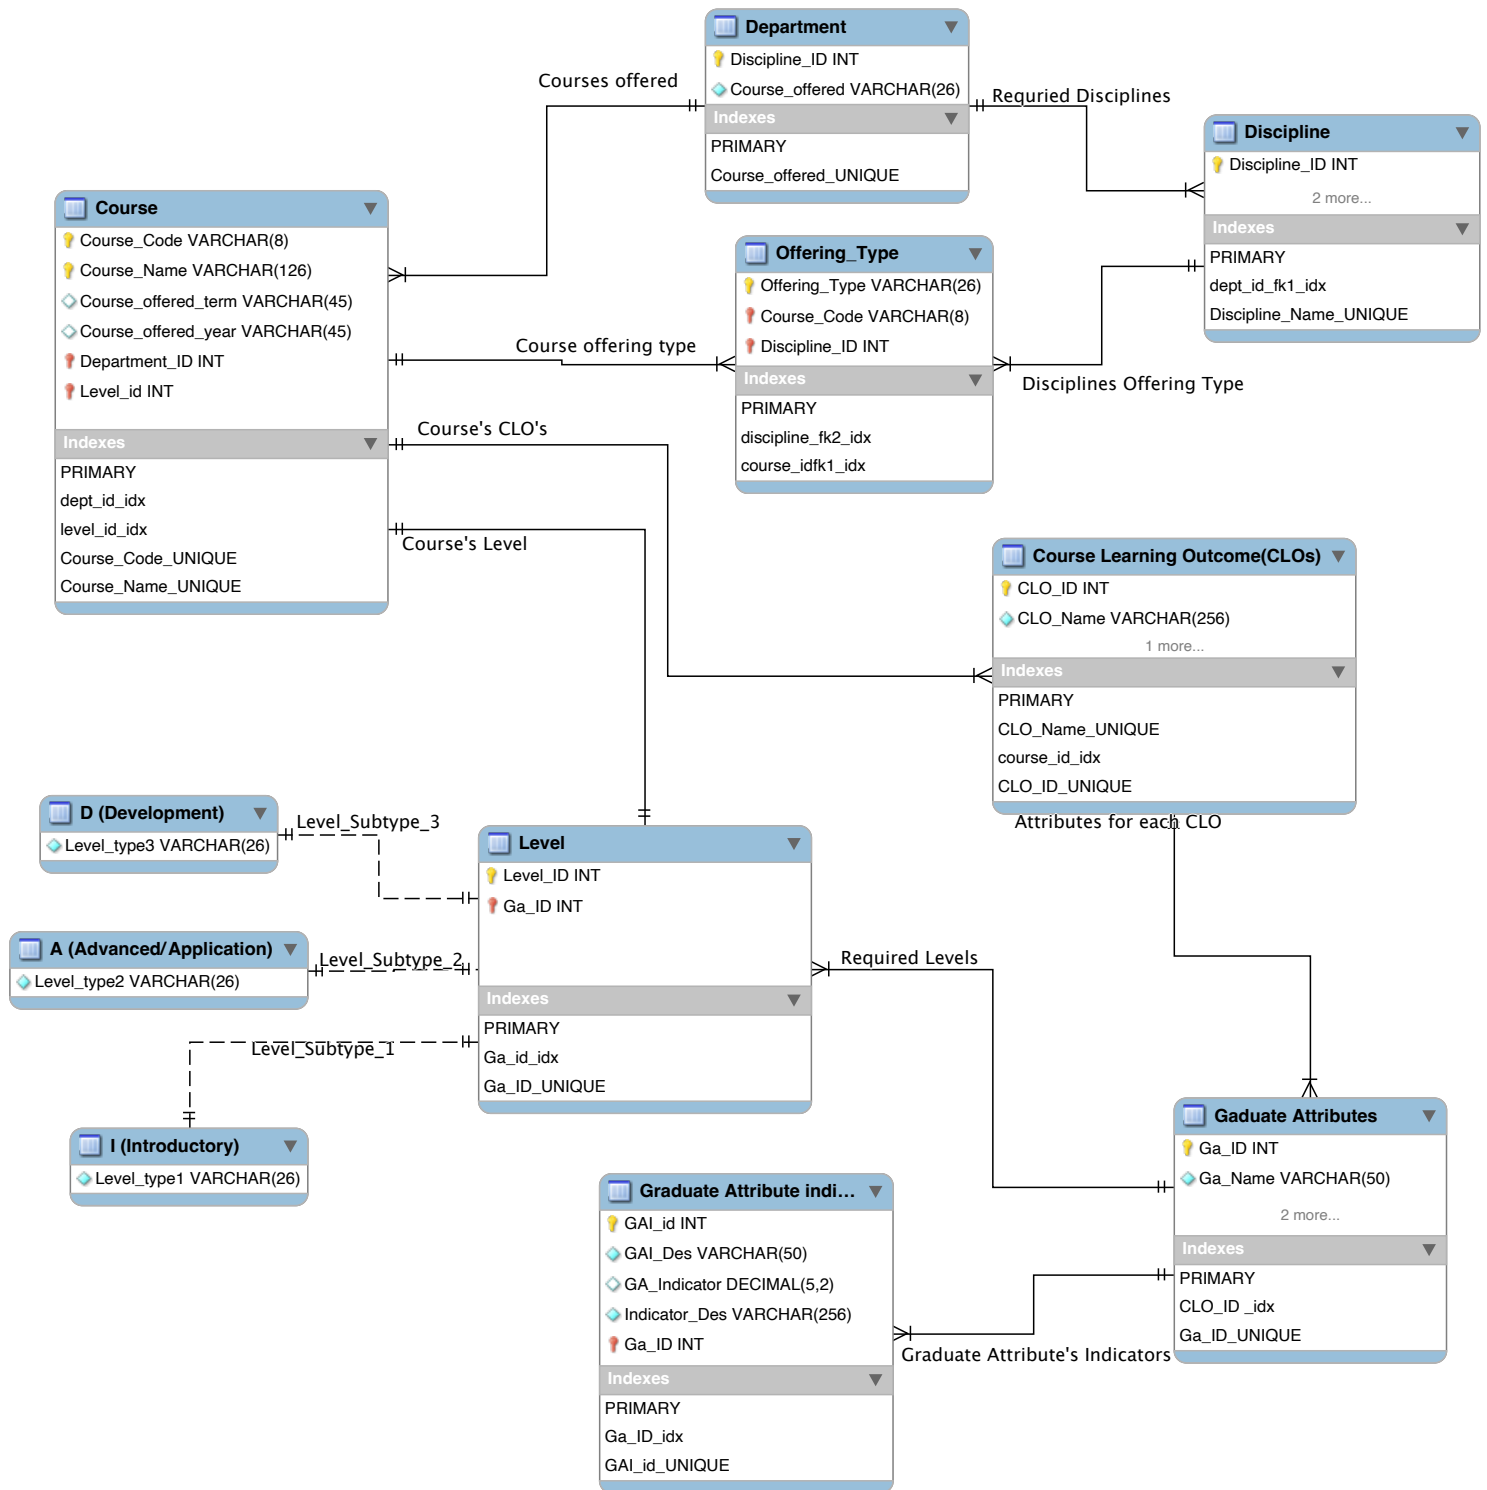 Department
Discipline_ID INT
Course_offered VARCHAR(26)
Indexes
PRIMARY
Course_offered_UNIQUE
Courses offered
Requried Disciplines
Discipline
Discipline_ID INT
2 more...
Indexes
PRIMARY
dept_id_fk1_idx
Discipline_Name_UNIQUE
Course
Course_Code VARCHAR(8)
Course_Name VARCHAR(126)
Course_offered_term VARCHAR(45)
Course_offered_year VARCHAR(45)
Department_ID INT
Level_id INT
Indexes
PRIMARY
dept_id_idx
level_id_idx
Course_Code_UNIQUE
Course_Name_UNIQUE
Offering_Type
Offering_Type VARCHAR(26)
Course_Code VARCHAR(8)
Discipline_ID INT
Indexes
PRIMARY
discipline_fk2_idx
course_idfk1_idx
Course offering type
Disciplines Offering Type
Course's CLO's
Course's Level
Course Learning Outcome(CLOs)
CLO_ID INT
CLO_Name VARCHAR(256)
1 more...
Indexes
PRIMARY
CLO_Name_UNIQUE
course_id_idx
CLO_ID_UNIQUE
Attributes for each CLO
D (Development)
Level_type3 VARCHAR(26)
Level_Subtype_3
Level
Level_ID INT
Ga_ID INT
Indexes
PRIMARY
Ga_id_idx
Ga_ID_UNIQUE
A (Advanced/Application)
Level_type2 VARCHAR(26)
Level_Subtype_2
Required Levels
Level_Subtype_1
I (Introductory)
Level_type1 VARCHAR(26)
Gaduate Attributes
Ga_ID INT
Ga_Name VARCHAR(50)
2 more...
Indexes
PRIMARY
CLO_ID _idx
Ga_ID_UNIQUE
Graduate Attribute indi...
GAI_id INT
GAI_Des VARCHAR(50)
GA_Indicator DECIMAL(5,2)
Indicator_Des VARCHAR(256)
Ga_ID INT
Indexes
PRIMARY
Ga_ID_idx
GAI_id_UNIQUE
Graduate Attribute's Indicators